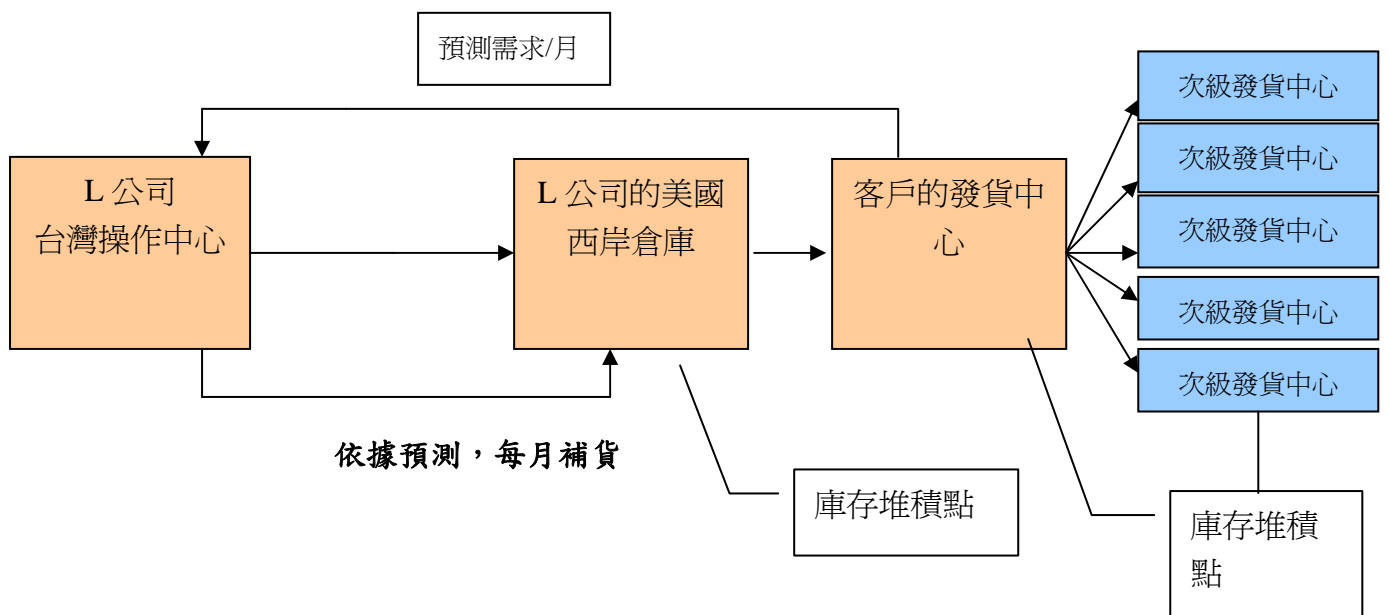 預測需求/月
次級發貨中心
次級發貨中心
次級發貨中心
次級發貨中心
次級發貨中心
L 公司
台灣操作中心
L 公司的美國
西岸倉庫
客戶的發貨中
心
依據預測，每月補貨
庫存堆積點
庫存堆積
點